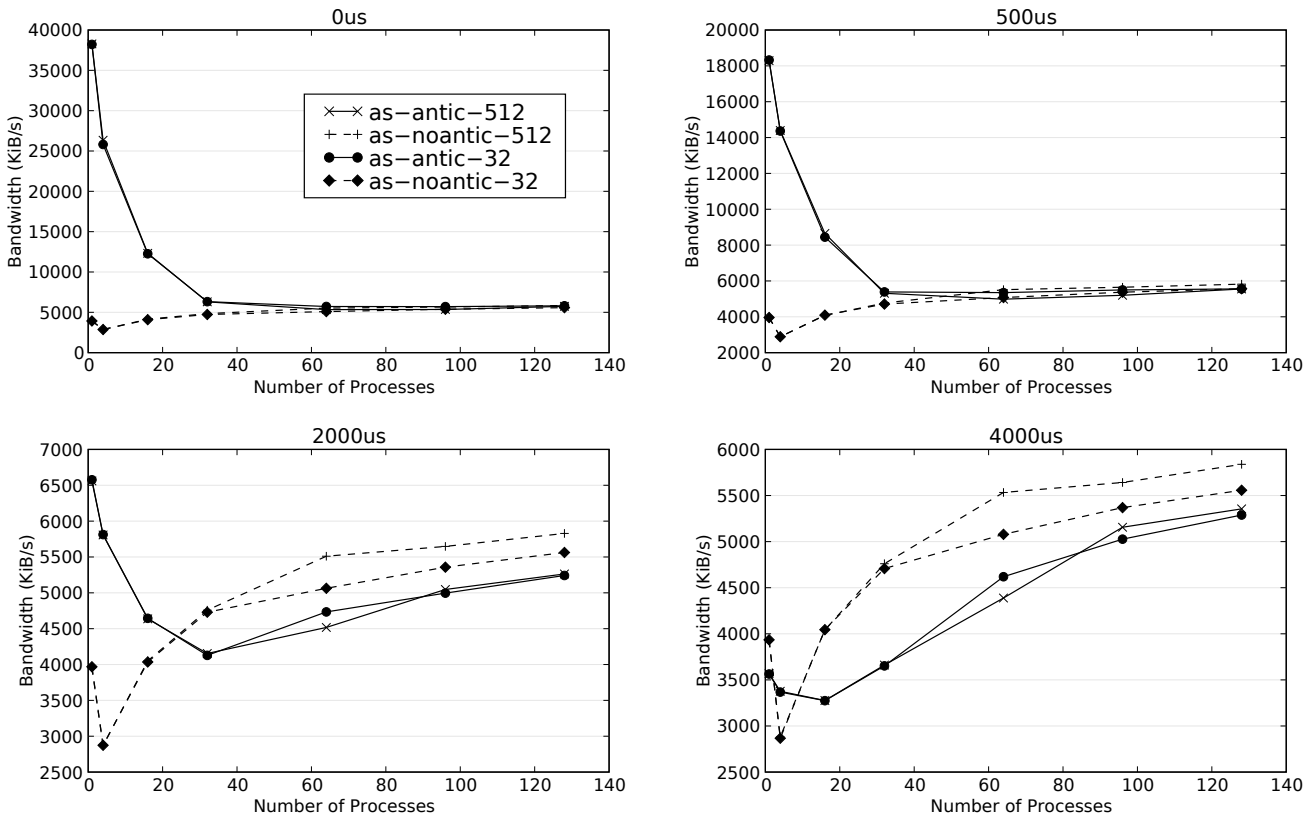 0us
40000
35000
30000
25000
20000
15000
10000
5000
0
Bandwidth (KiB/s)
as−antic−512
as−noantic−512
as−antic−32
as−noantic−32
0 20 40 60 80 100 120 140
Number of Processes
500us
20000
18000
16000
14000
12000
10000
8000
6000
4000
2000
Bandwidth (KiB/s)
0 20 40 60 80 100 120 140
Number of Processes
2000us
7000
6500
6000
5500
5000
4500
4000
3500
3000
2500
Bandwidth (KiB/s)
0 20 40 60 80 100 120 140
Number of Processes
4000us
6000
5500
5000
4500
4000
3500
3000
2500
Bandwidth (KiB/s)
0 20 40 60 80 100 120 140
Number of Processes